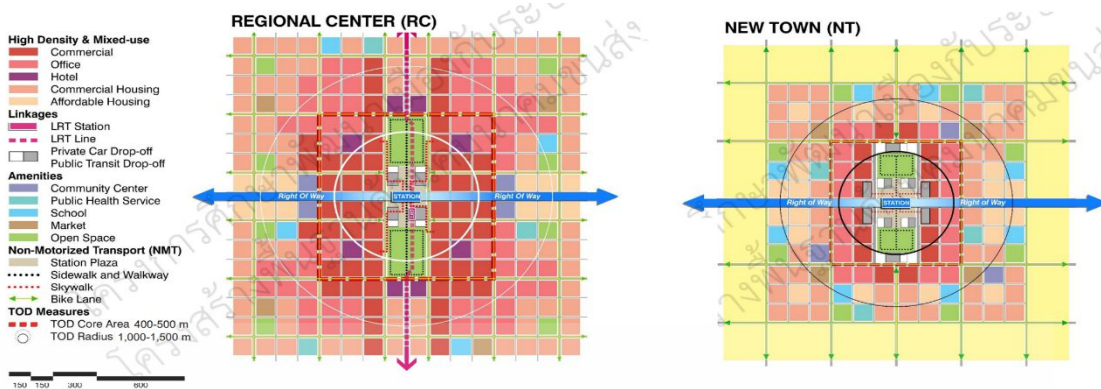 REGIONAL CENTER (RC)
NEW TOWN (NT)
High Density & Mixed-use
Commercial
Office
Hotel
Commercial Housing
Affordable Housing
Linkages
LRT Station
LRT Line
Private Car Drop-off
Public Transit Drop-off
Amenities
Community Center
Public Health Service
School
Market
Open Space
Non-Motorized Transport (NMT)
Station Plaza
Sidewalk and Walkway
Skywalk
Bike Lane
TOD Measures
TOD Core Area 400-500 m
TOD Radius 1,000-1,500 m
150 150 300 600
Right Of Way
STATION
Right Of Way
Right of Way
STATION
Right of Way